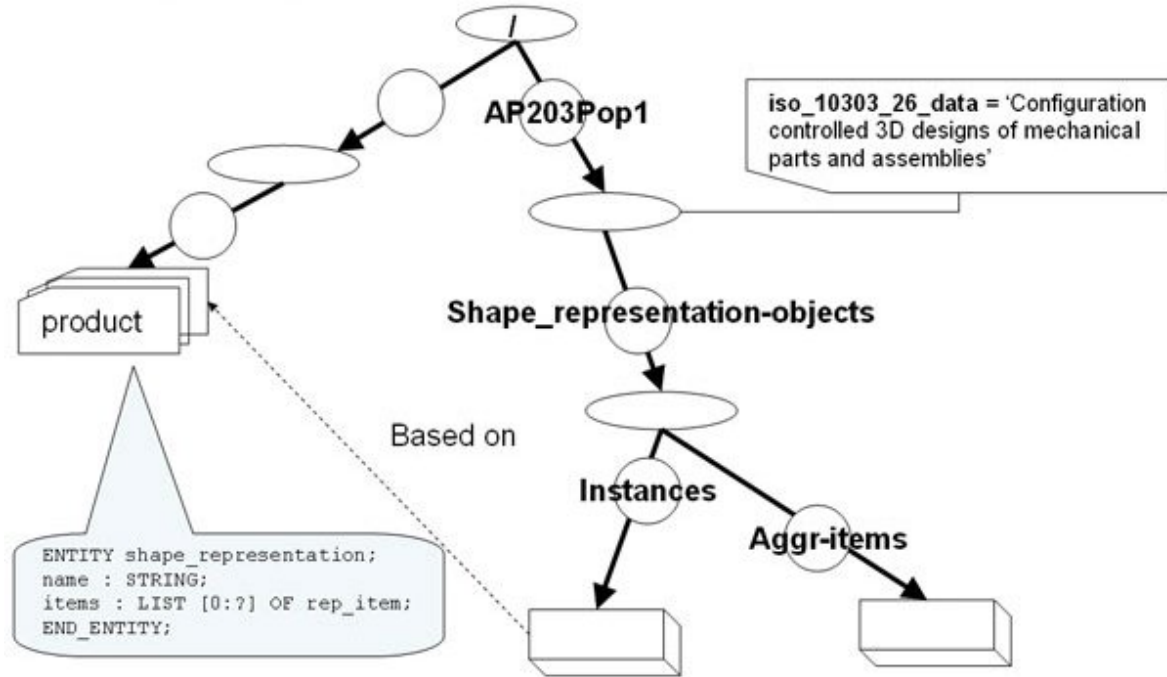 /
AP203Pop1
iso_10303_26_data = ‘Configuration
controlled 3D designs of mechanical
parts and assemblies’
Shape_representation-objects
product
Based on
Instances
Aggr-items
ENTITY shape_representation;
name : STRING;
items : LIST [0:?] OF rep_item;
END_ENTITY;